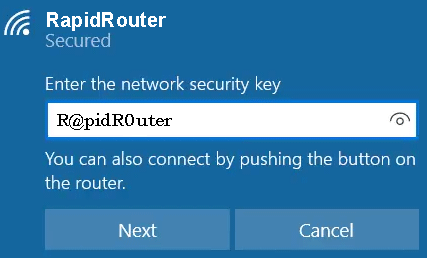 RapidRouter
Secured
Enter the network security key
R@pidR0uter
You can also connect by pushing the button on
the router.
Next
Cancel